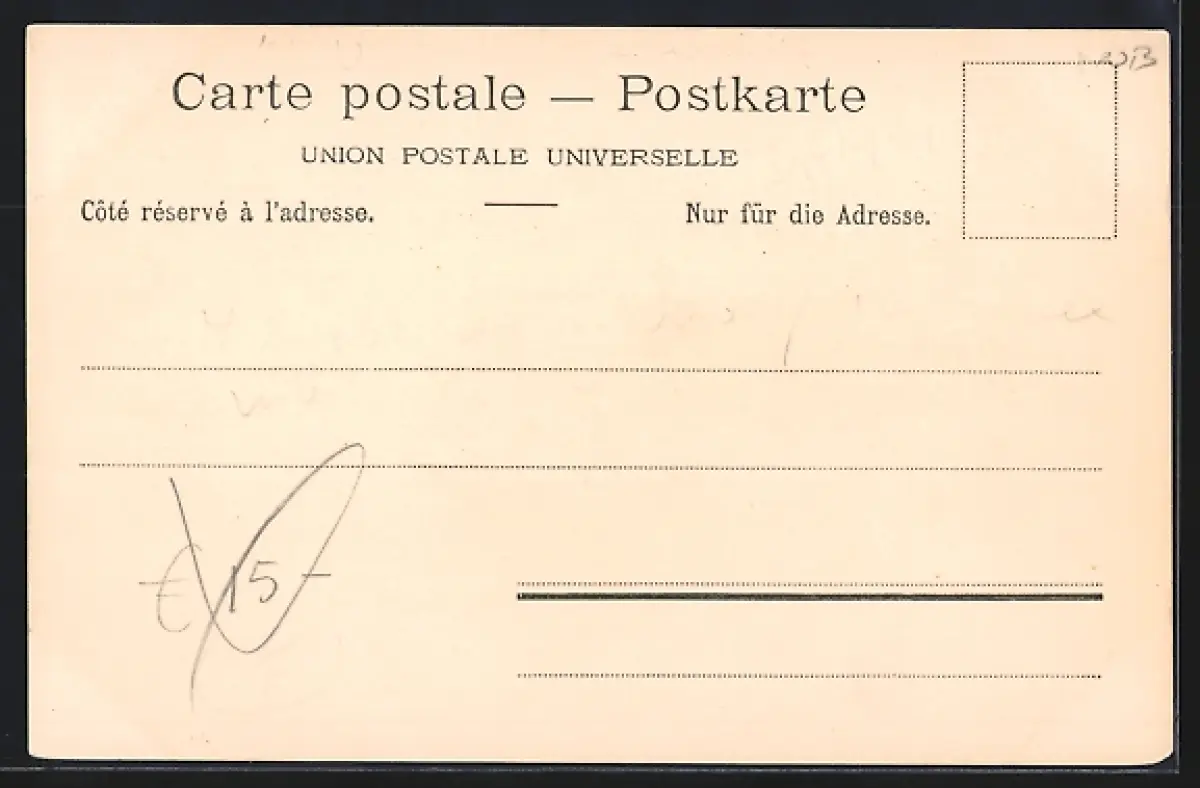 Carte postale — Postkarte
UNION POSTALE UNIVERSELLE
Côté réservé à l'adresse.
Nur für die Adresse.
€ 15-